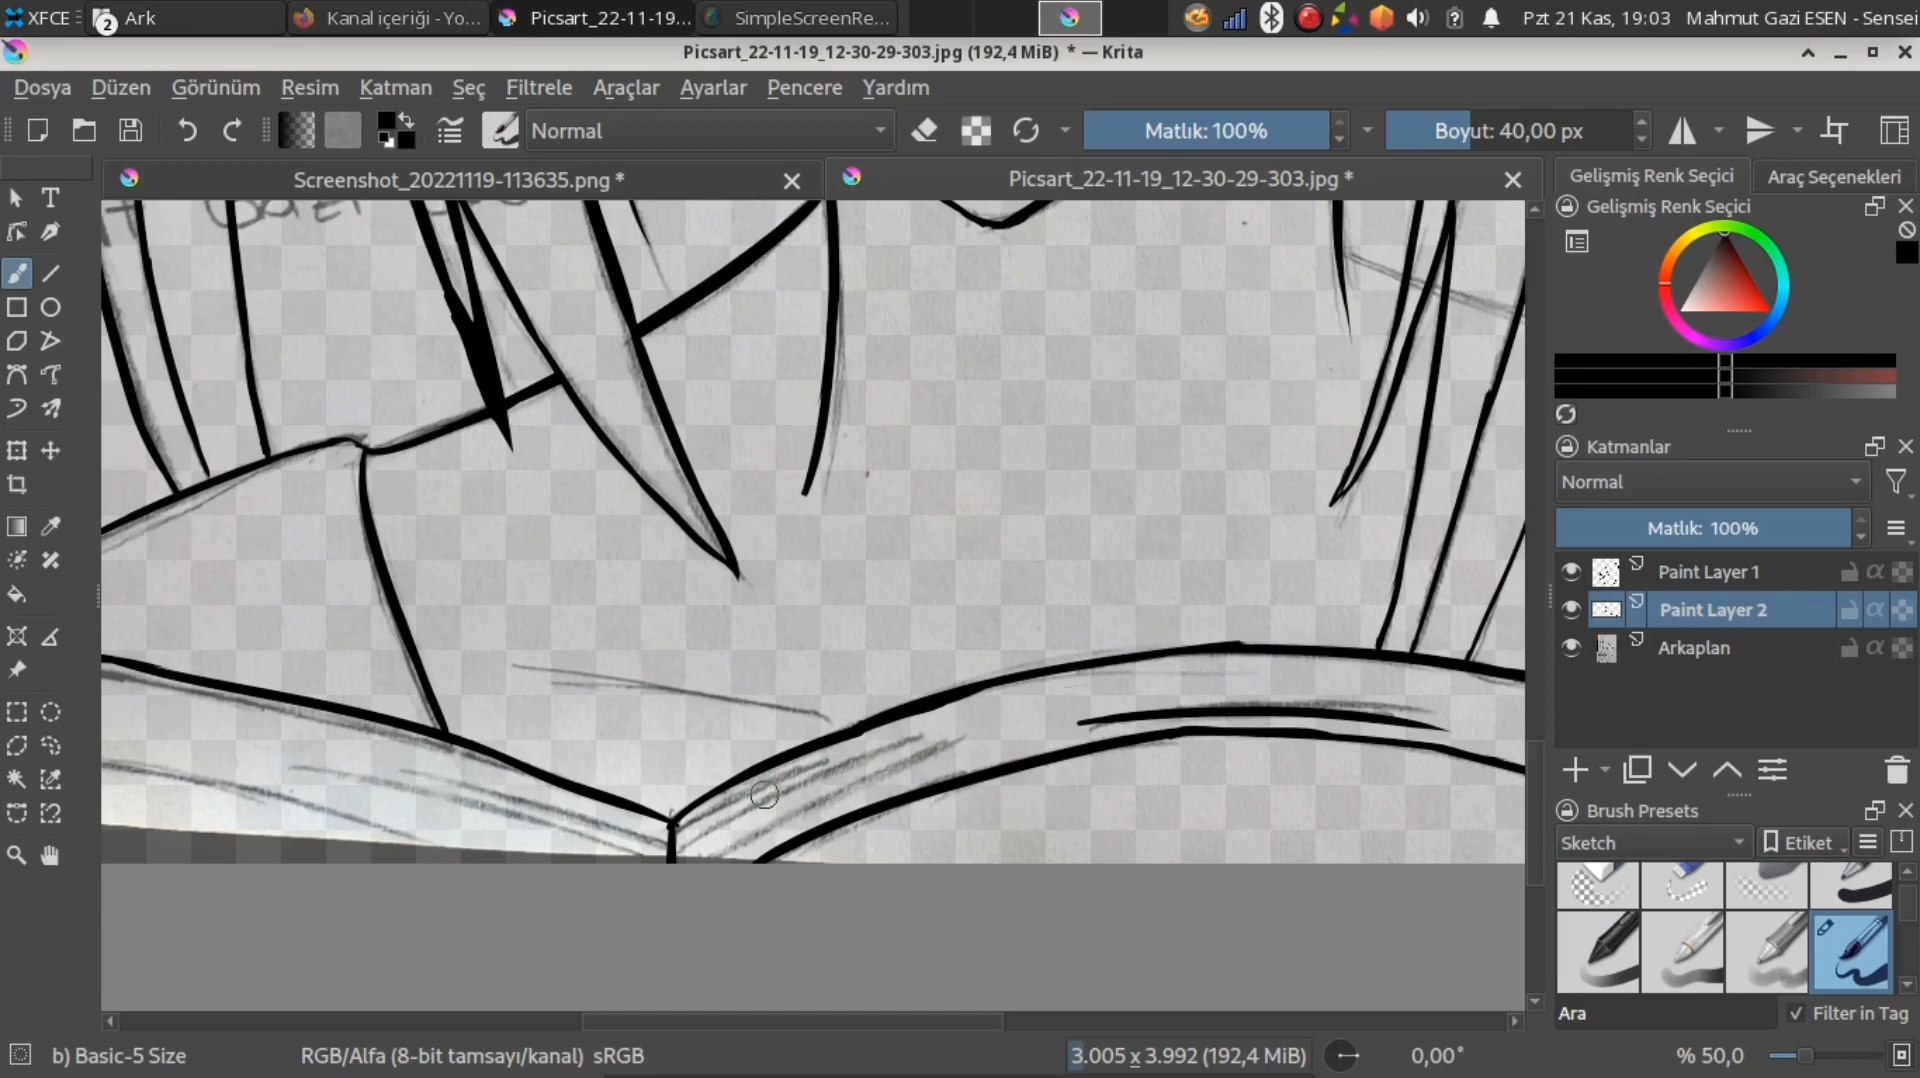 XFCE 2 Ark Kanal içeriği - Yo... Picsart_22-11-19... SimpleScreenRe... Pzt 21 Kas, 19:03 Mahmut Gazi ESEN - Sensei
Picsart_22-11-19_12-30-29-303.jpg (192,4 MiB) * — Krita
Dosya Düzen Görünüm Resim Katman Seç Filtrele Araçlar Ayarlar Pencere Yardım
Normal Matlık: 100% Boyut: 40,00 px
Screenshot_20221119-113635.png * Picsart_22-11-19_12-30-29-303.jpg * Gelişmiş Renk Seçici Araç Seçenekleri
Gelişmiş Renk Seçici
Katmanlar
Normal
Matlık: 100%
Paint Layer 1
Paint Layer 2
Arkaplan
Brush Presets
Sketch Etiket
Ara Filter in Tag
b) Basic-5 Size RGB/Alfa (8-bit tamsayı/kanal) sRGB 3.005 x 3.992 (192,4 MiB) 0,00° % 50,0